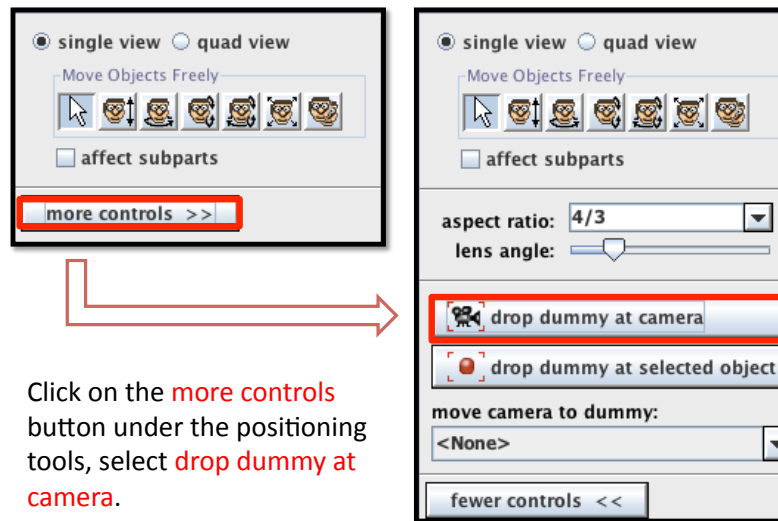 single view quad view
Move Objects Freely
affect subparts
more controls >>
Click on the more controls
button under the positioning
tools, select drop dummy at
camera.
single view quad view
Move Objects Freely
affect subparts
aspect ratio: 4/3
lens angle:
drop dummy at camera
drop dummy at selected object
move camera to dummy:
<None>
fewer controls <<